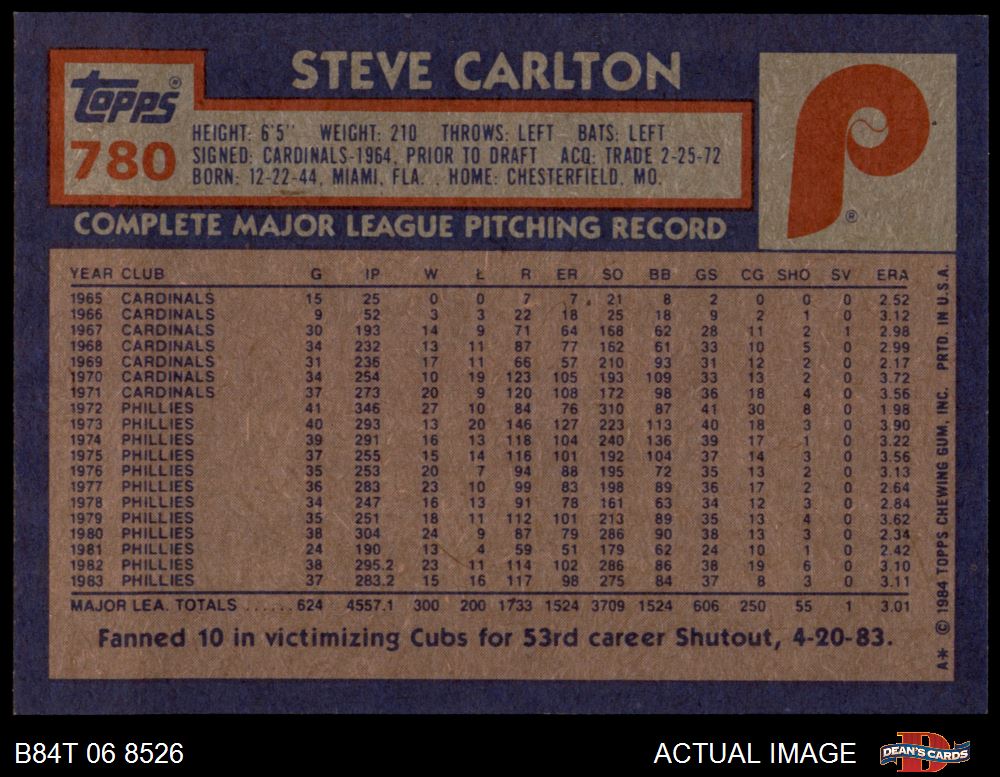 STEVE CARLTON
Topps®
780
HEIGHT: 6'5" WEIGHT: 210 THROWS: LEFT BATS: LEFT
SIGNED: CARDINALS-1964, PRIOR TO DRAFT ACQ: TRADE 2-25-72
BORN: 12-22-44, MIAMI, FLA. HOME: CHESTERFIELD, MO.
P
®
COMPLETE MAJOR LEAGUE PITCHING RECORD
YEAR CLUB G IP W L R ER SO BB GS CG SHO SV ERA
1965 CARDINALS 15 25 0 0 7 7 21 8 2 0 0 0 2.52
1966 CARDINALS 9 52 3 3 22 18 25 18 9 2 1 0 3.12
1967 CARDINALS 30 193 14 9 71 64 168 62 28 11 2 1 2.98
1968 CARDINALS 34 232 13 11 87 77 162 61 33 10 5 0 2.99
1969 CARDINALS 31 236 17 11 66 57 210 93 31 12 2 0 2.17
1970 CARDINALS 34 254 10 19 123 105 193 109 33 13 2 0 3.72
1971 CARDINALS 37 273 20 9 120 108 172 98 36 18 4 0 3.56
1972 PHILLIES 41 346 27 10 84 76 310 87 41 30 8 0 1.98
1973 PHILLIES 40 293 13 20 146 127 223 113 40 18 3 0 3.90
1974 PHILLIES 39 291 16 13 118 104 240 136 39 17 1 0 3.22
1975 PHILLIES 37 255 15 14 116 101 192 104 37 14 3 0 3.56
1976 PHILLIES 35 253 20 7 94 88 195 72 35 13 2 0 3.13
1977 PHILLIES 36 283 23 10 99 83 198 89 36 17 2 0 2.64
1978 PHILLIES 34 247 16 13 91 78 161 63 34 12 3 0 2.84
1979 PHILLIES 35 251 18 11 112 101 213 89 35 13 4 0 3.62
1980 PHILLIES 38 304 24 9 87 79 286 90 38 13 3 0 2.34
1981 PHILLIES 24 190 13 4 59 51 179 62 24 10 1 0 2.42
1982 PHILLIES 38 295.2 23 11 114 102 286 86 38 19 6 0 3.10
1983 PHILLIES 37 283.2 15 16 117 98 275 84 37 8 3 0 3.11
MAJOR LEA. TOTALS ...... 624 4557.1 300 200 1733 1524 3709 1524 606 250 55 1 3.01
Fanned 10 in victimizing Cubs for 53rd career Shutout, 4-20-83.
A* © 1984 TOPPS CHEWING GUM, INC. PRTD. IN U.S.A.
B84T 06 8526
ACTUAL IMAGE
D
DEAN'S CARDS